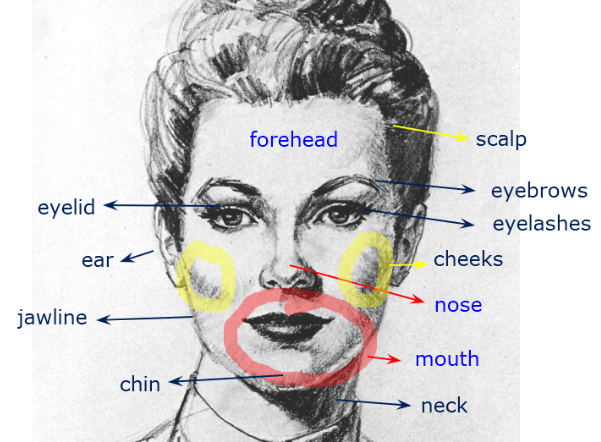 forehead
scalp
eyebrows
eyelid
eyelashes
ear
cheeks
nose
jawline
mouth
chin
neck